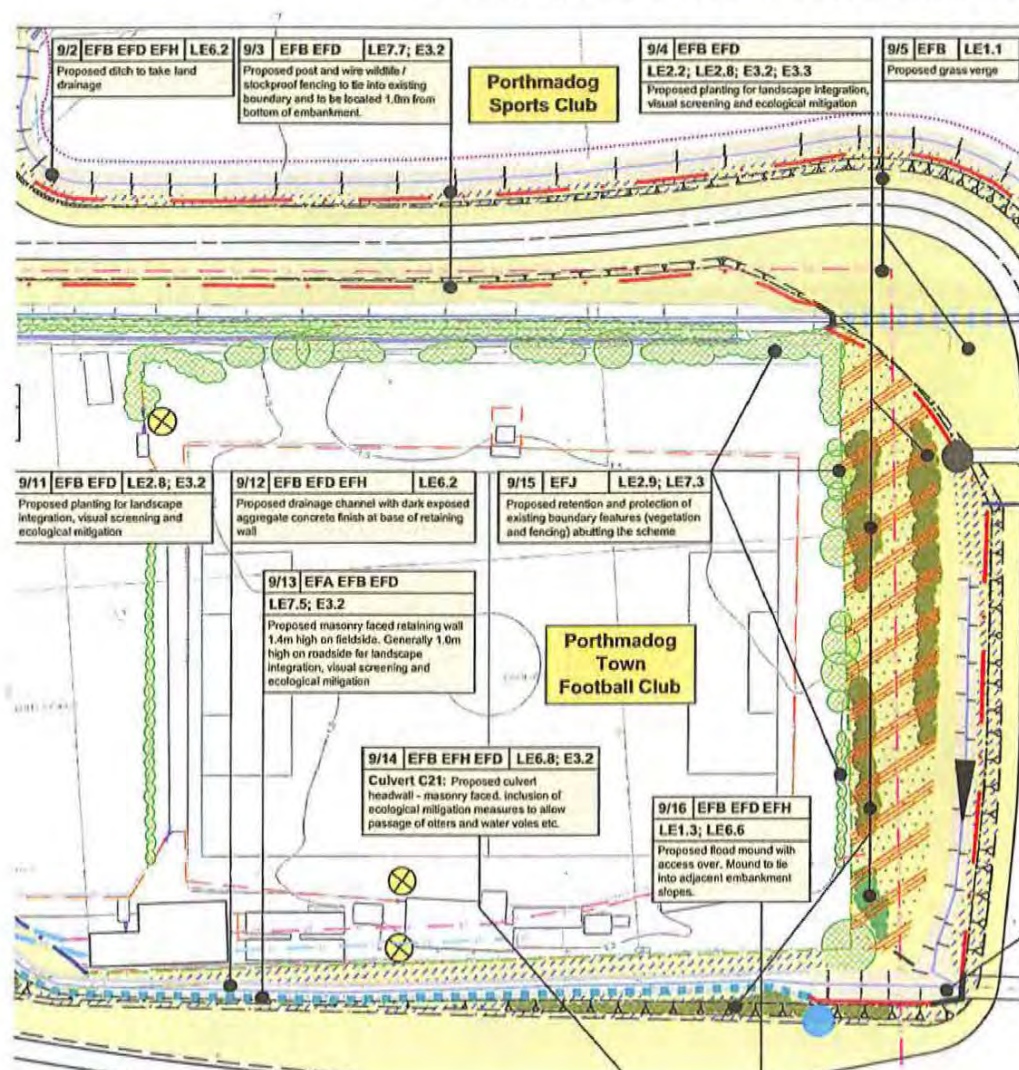 9/2 EFB EFD EFH LE6.2
Proposed ditch to take land
drainage
9/3 EFB EFD LE7.7; E3.2
Proposed post and wire wildlife /
stockproof fencing to tie into existing
boundary and to be located 1.0m from
bottom of embankment.
Porthmadog
Sports Club
9/4 EFB EFD
LE2.2; LE2.8; E3.2; E3.3
Proposed planting for landscape integration,
visual screening and ecological mitigation
9/5 EFB LE1.1
Proposed grass verge
9/11 EFB EFD LE2.8; E3.2
Proposed planting for landscape
integration, visual screening and
ecological mitigation
9/12 EFB EFD EFH LE6.2
Proposed drainage channel with dark exposed
aggregate concrete finish at base of retaining
wall
9/15 EFJ LE2.9; LE7.3
Proposed retention and protection of
existing boundary features (vegetation
and fencing) abutting the scheme
9/13 EFA EFB EFD
LE7.5; E3.2
Proposed masonry faced retaining wall
1.4m high on fieldside. Generally 1.0m
high on roadside for landscape
integration, visual screening and
ecological mitigation
Porthmadog
Town
Football Club
9/14 EFB EFH EFD LE6.8; E3.2
Culvert C21: Proposed culvert
headwall - masonry faced. Inclusion of
ecological mitigation measures to allow
passage of otters and water voles etc.
9/16 EFB EFD EFH
LE1.3; LE6.6
Proposed flood mound with
access over. Mound to tie
into adjacent embankment
slopes.